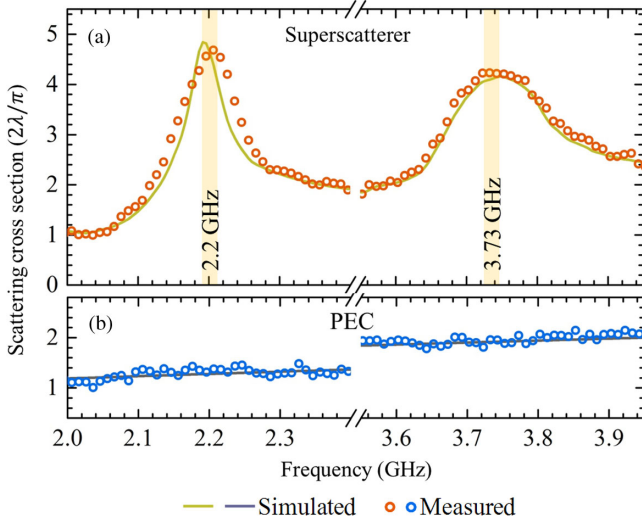 (a)
Superscatterer
5
4
3
2
1
0
2.2 GHz
3.73 GHz
Scattering cross section (2λ/π)
(b)
PEC
2
1
2.0 2.1 2.2 2.3 3.6 3.7 3.8 3.9
Frequency (GHz)
Simulated Measured